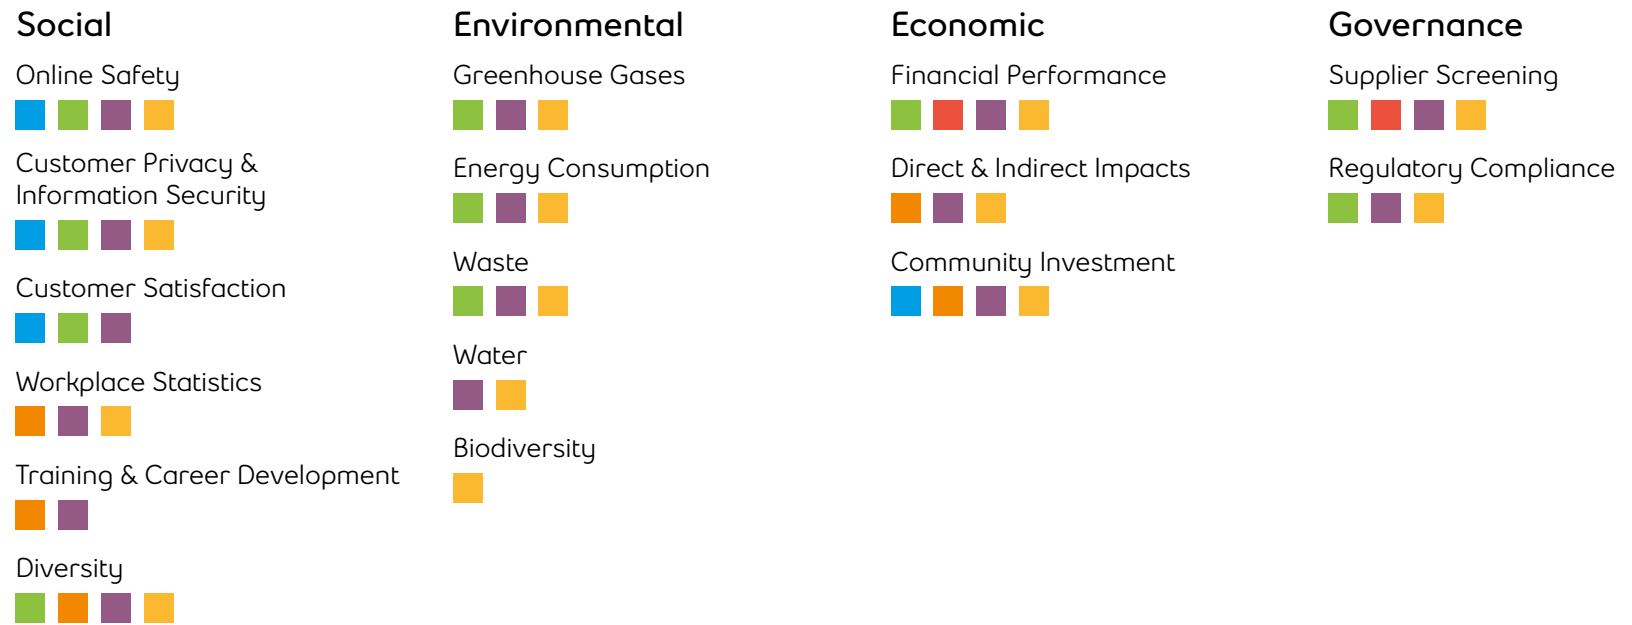 Social
Online Safety
Customer Privacy &
Information Security
Customer Satisfaction
Workplace Statistics
Training & Career Development
Diversity
Environmental
Greenhouse Gases
Energy Consumption
Waste
Water
Biodiversity
Economic
Financial Performance
Direct & Indirect Impacts
Community Investment
Governance
Supplier Screening
Regulatory Compliance